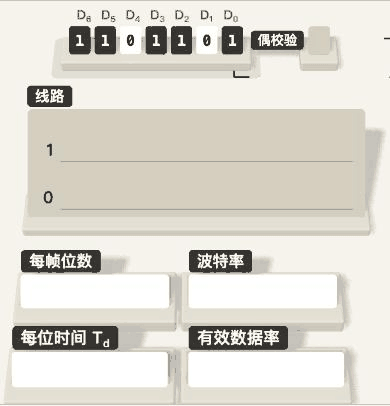 D₆ D₅ D₄ D₃ D₂ D₁ D₀
1 1 0 1 1 0 1 偶校验
线路
1
0
每帧位数 波特率
每位时间 T_d 有效数据率